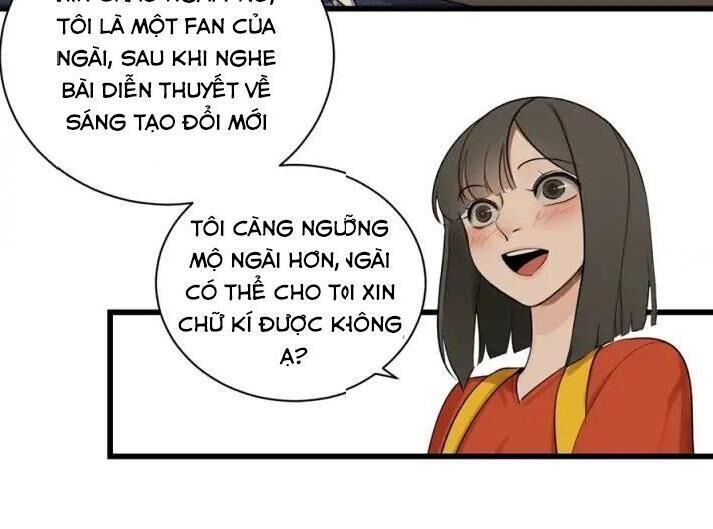 TÔI LÀ MỘT FAN CỦA
NGÀI, SAU KHI NGHE
BÀI DIỄN THUYẾT VỀ
SÁNG TẠO ĐỔI MỚI
TÔI CÀNG NGƯỠNG
MỘ NGÀI HƠN, NGÀI
CÓ THỂ CHO TÔI XIN
CHỮ KÍ ĐƯỢC KHÔNG
Ạ?